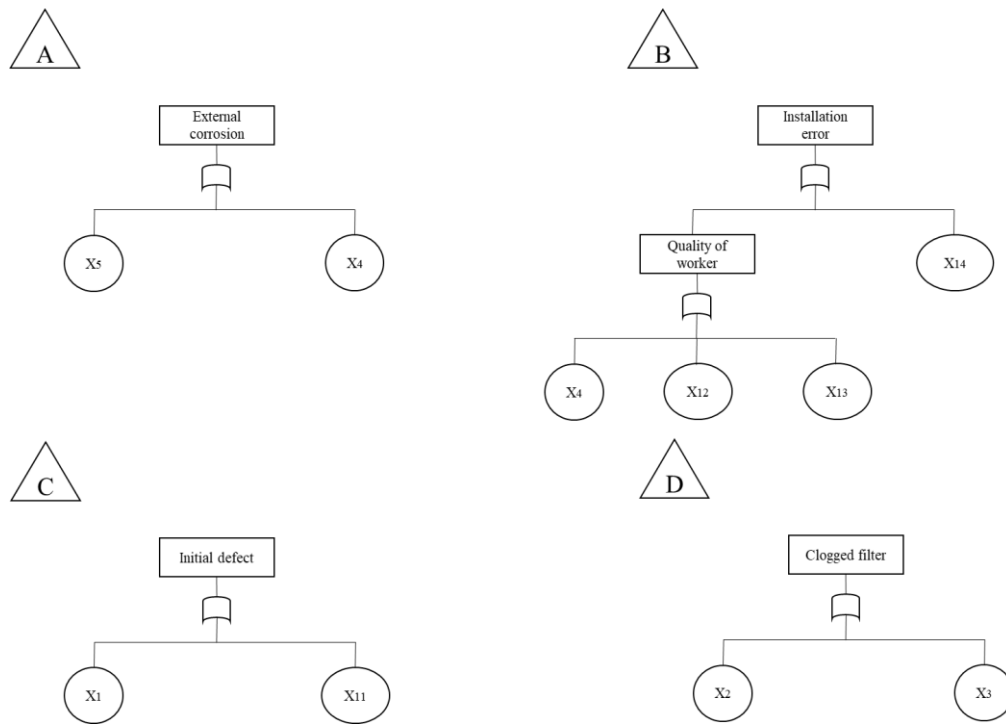 A
B
External
corrosion
Installation
error
X5
X4
Quality of
worker
X14
X4
X12
X13
C
D
Initial defect
Clogged filter
X1
X11
X2
X3